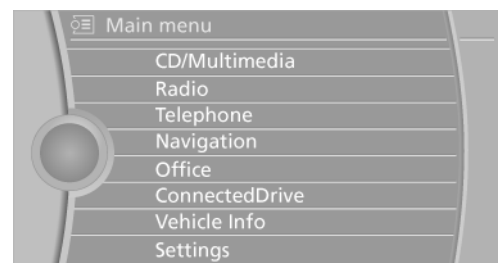 Main menu
CD/Multimedia
Radio
Telephone
Navigation
Office
ConnectedDrive
Vehicle Info
Settings